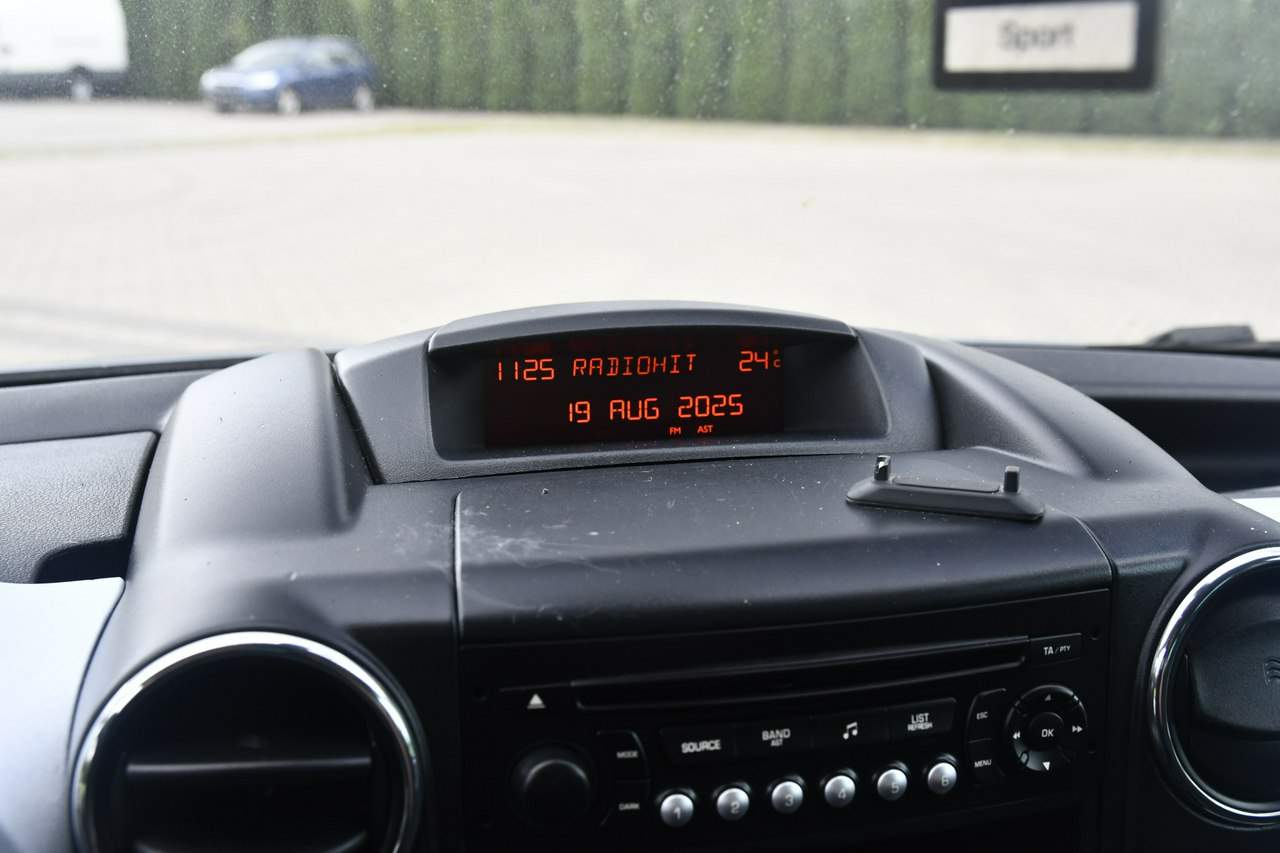 Sport
1125 RADIOHIT 24°C
19 AUG 2025
FM AST
TA / PTY
ESC
LIST
REFRESH
BAND
AST
SOURCE
MODE
OK
MENU
DARK
1 2 3 4 5 6